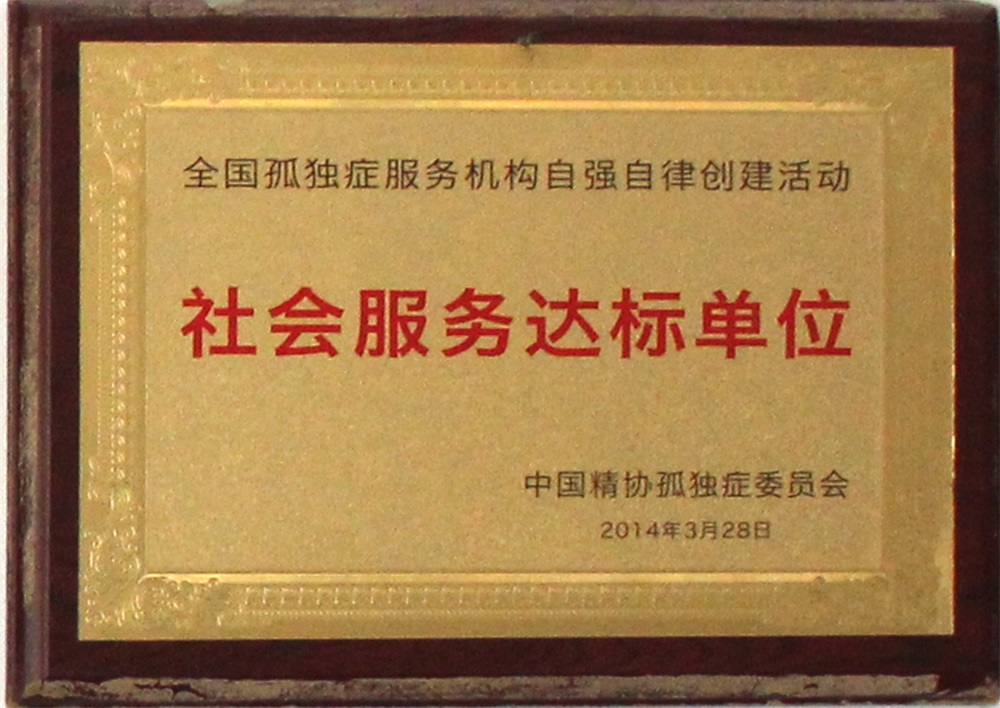 全国孤独症服务机构自强自律创建活动
社会服务达标单位
中国精协孤独症委员会
2014年3月28日